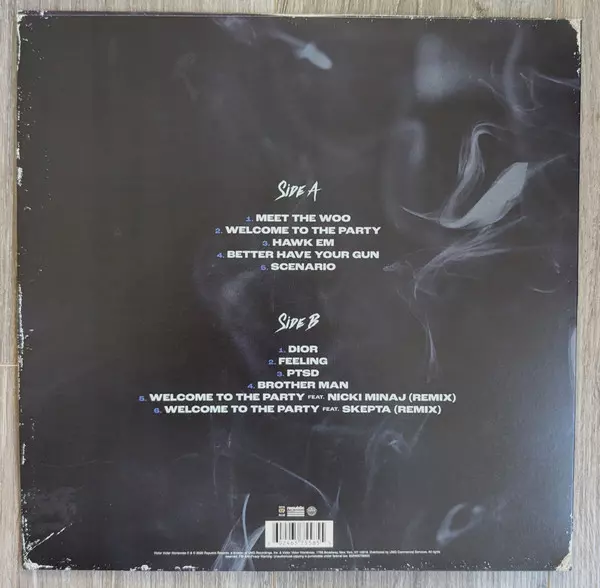 SIDE A
1. MEET THE WOO
2. WELCOME TO THE PARTY
3. HAWK EM
4. BETTER HAVE YOUR GUN
5. SCENARIO
SIDE B
1. DIOR
2. FEELING
3. PTSD
4. BROTHER MAN
5. WELCOME TO THE PARTY FEAT. NICKI MINAJ (REMIX)
6. WELCOME TO THE PARTY FEAT. SKEPTA (REMIX)
republic